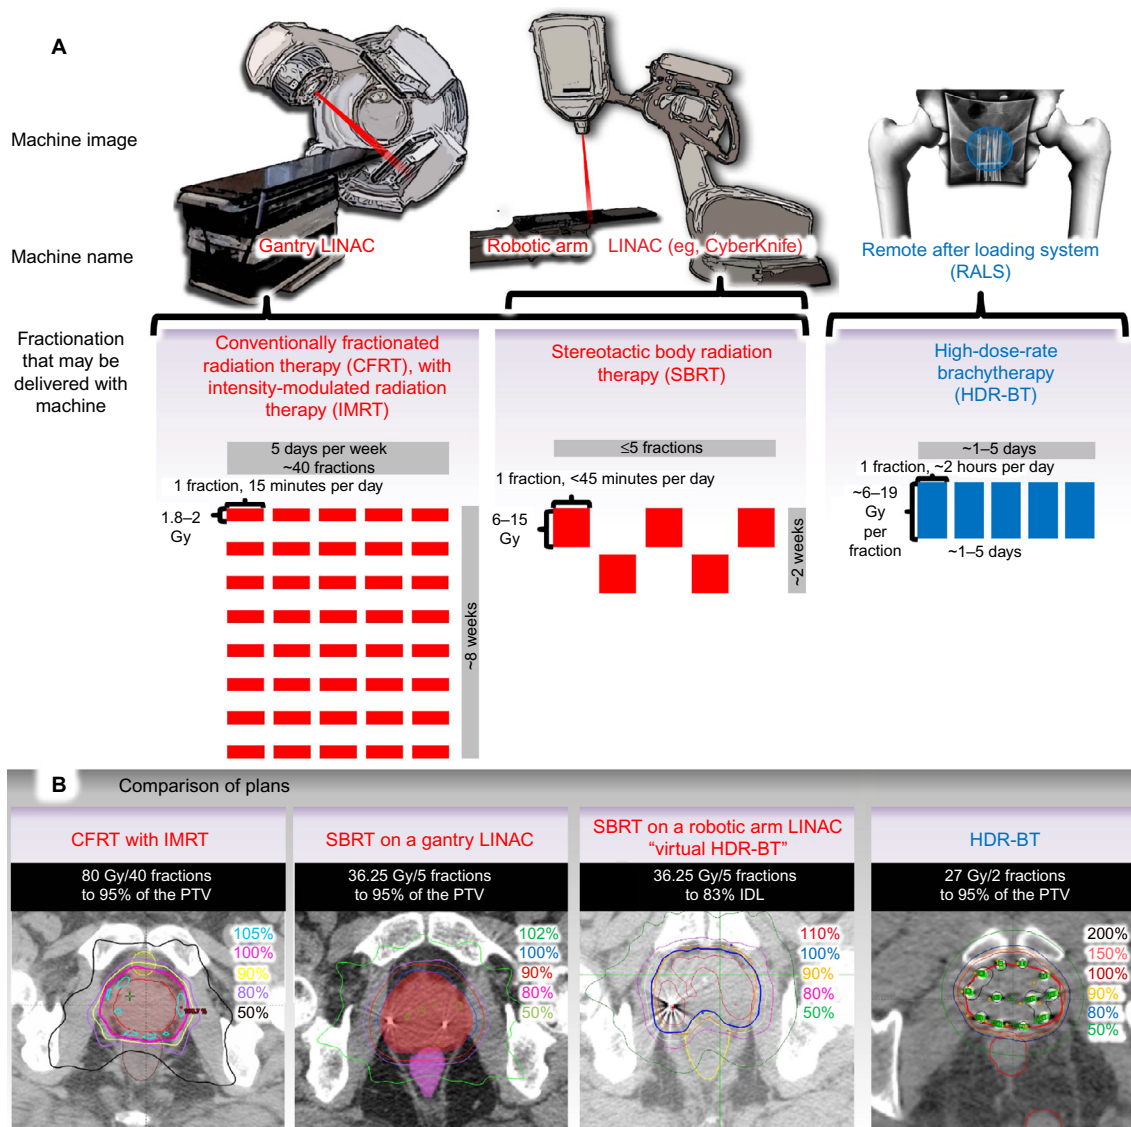 A
Machine image
Machine name
Gantry LINAC
Robotic arm LINAC (eg, CyberKnife)
Remote after loading system
(RALS)
Fractionation
that may be
delivered with
machine
Conventionally fractionated
radiation therapy (CFRT), with
intensity-modulated radiation
therapy (IMRT)
5 days per week
~40 fractions
1 fraction, 15 minutes per day
1.8–2
Gy
~8 weeks
Stereotactic body radiation
therapy (SBRT)
≤5 fractions
1 fraction, <45 minutes per day
6–15
Gy
~2 weeks
High-dose-rate
brachytherapy
(HDR-BT)
~1–5 days
1 fraction, ~2 hours per day
~6–19
Gy
per
fraction
~1–5 days
B
Comparison of plans
CFRT with IMRT
80 Gy/40 fractions
to 95% of the PTV
105%
100%
90%
80%
50%
SBRT on a gantry LINAC
36.25 Gy/5 fractions
to 95% of the PTV
102%
100%
90%
80%
50%
SBRT on a robotic arm LINAC
“virtual HDR-BT”
36.25 Gy/5 fractions
to 83% IDL
110%
100%
90%
80%
50%
HDR-BT
27 Gy/2 fractions
to 95% of the PTV
200%
150%
100%
90%
80%
50%